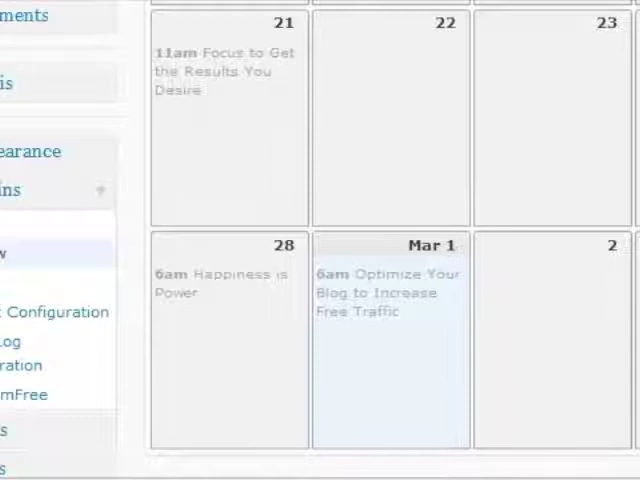 ments
is
earance
ins
w
t Configuration
og
ration
mFree
s
s
21
22
23
11am Focus to Get
the Results You
Desire
28
Mar 1
2
6am Happiness is
Power
6am Optimize Your
Blog to Increase
Free Traffic